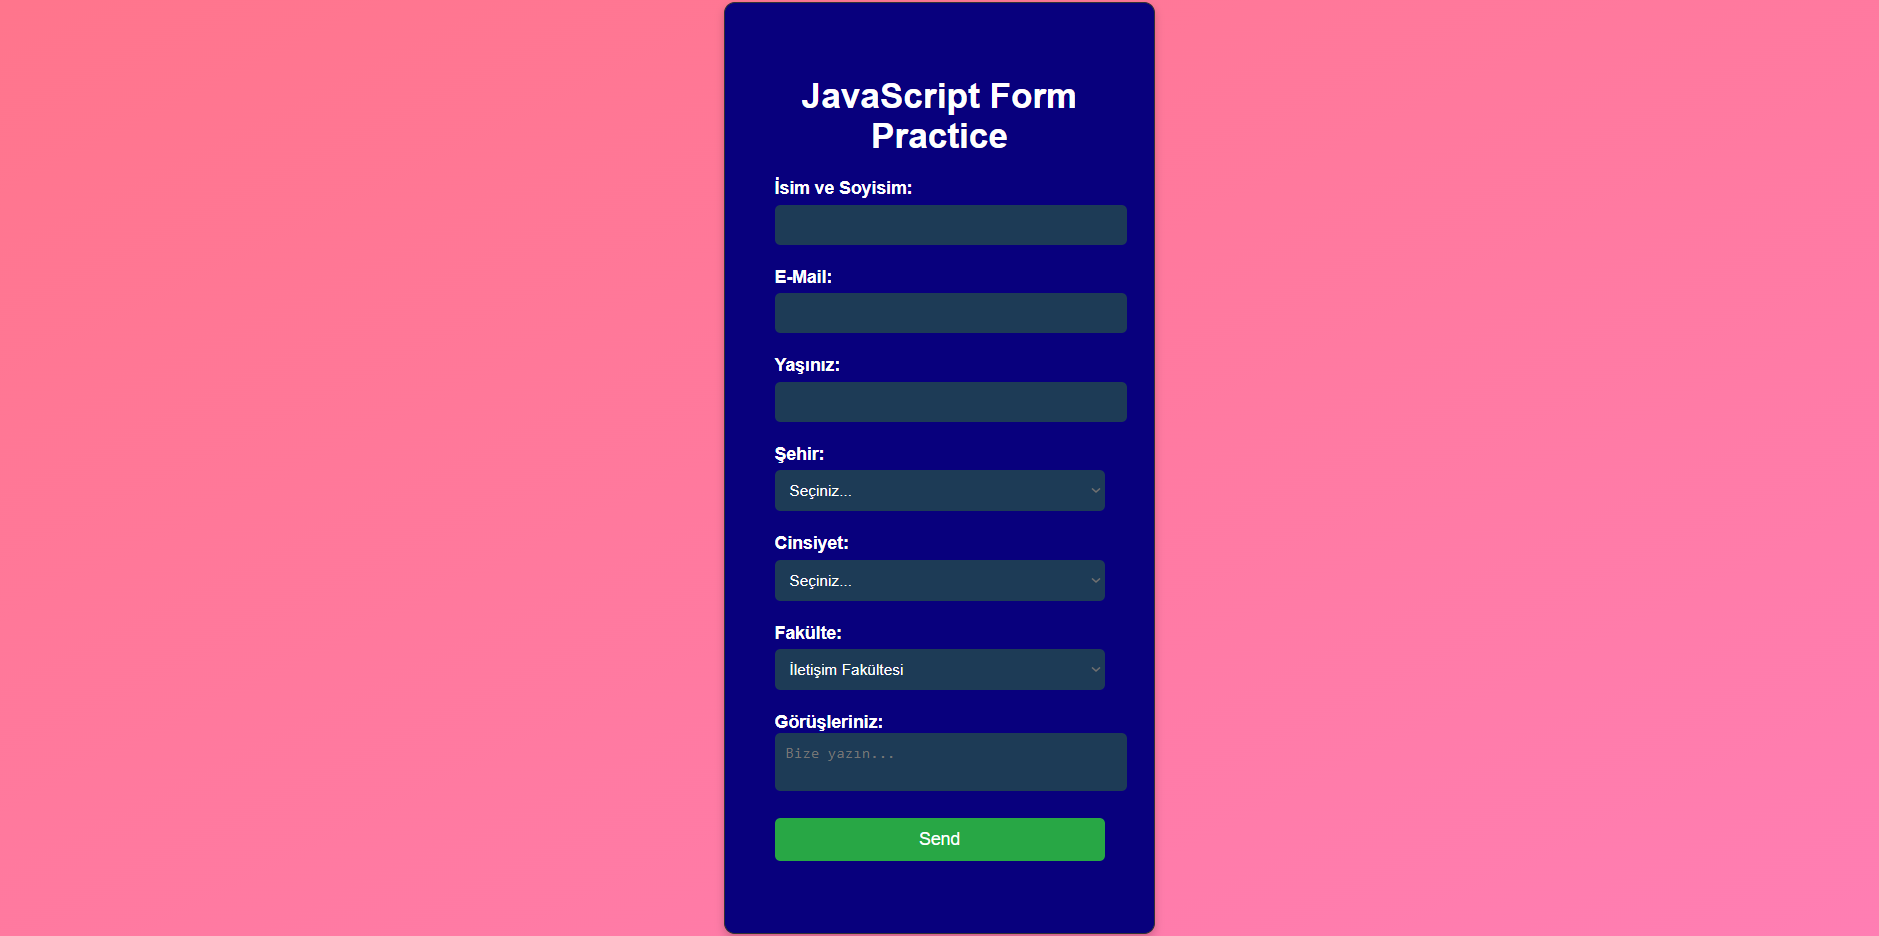 JavaScript Form
Practice
İsim ve Soyisim:
E-Mail:
Yaşınız:
Şehir:
Seçiniz...
Cinsiyet:
Seçiniz...
Fakülte:
İletişim Fakültesi
Görüşleriniz:
Bize yazın...
Send